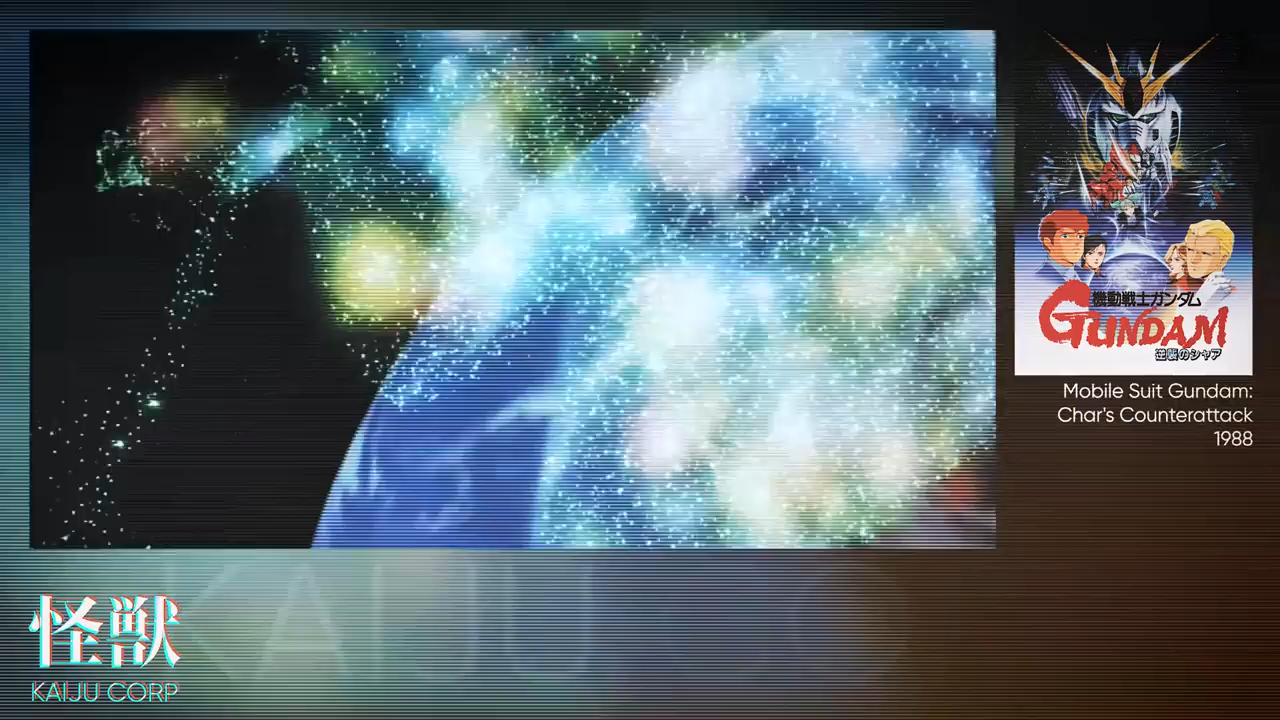 機動戦士ガンダム
GUNDAM
逆襲のシャア
Mobile Suit Gundam:
Char's Counterattack
1988
KAIJU
怪獣
KAIJU CORP